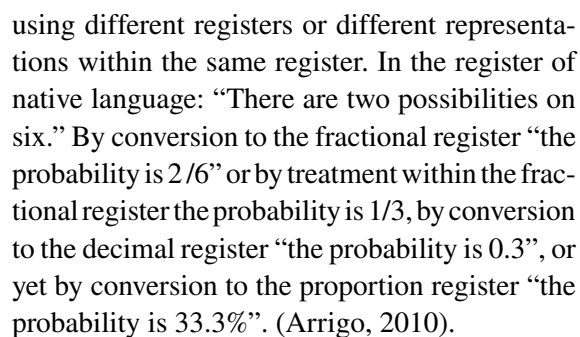 using different registers or different representa-
tions within the same register. In the register of
native language: “There are two possibilities on
six.” By conversion to the fractional register “the
probability is 2/6” or by treatment within the frac-
tional register the probability is 1/3, by conversion
to the decimal register “the probability is 0.3”, or
yet by conversion to the proportion register “the
probability is 33.3%”. (Arrigo, 2010).